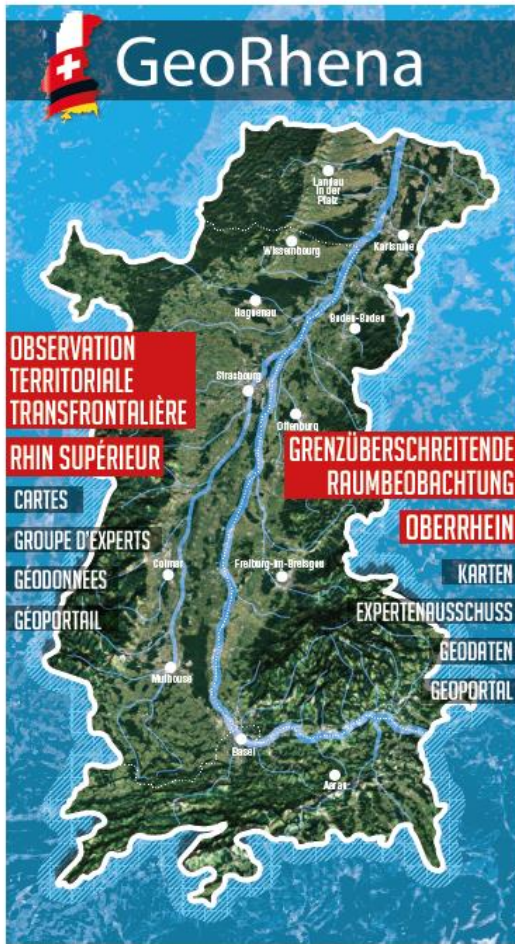 GeoRhena
Landau
in der
Pfalz
Wissembourg
Karlsruhe
Haguenau
Baden-Baden
OBSERVATION
TERRITORIALE
TRANSFRONTALIÈRE
Strasbourg
Offenburg
RHIN SUPÉRIEUR
GRENZÜBERSCHREITENDE
RAUMBEOBACHTUNG
OBERRHEIN
CARTES
GROUPE D'EXPERTS
GÉODONNÉES
GÉOPORTAIL
Colmar
Freiburg-im-Breisgau
KARTEN
EXPERTENAUSSCHUSS
GEODATEN
GEOPORTAL
Mulhouse
Basel
Aarau